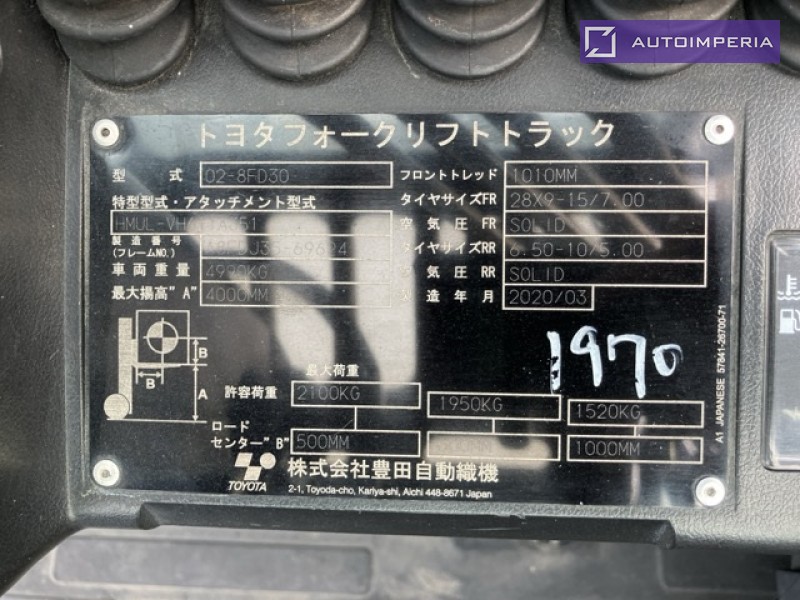 AUTOIMPERIA
トヨタフォークリフトトラック
型 式 02-8FD30 フロントトレッド 1010MM
特型型式・アタッチメント型式 タイヤサイズFR 28X9-15/7.00
空気圧 FR SOLID
製造番号 タイヤサイズRR 6.50-10/5.00
(フレームNO.)
車両重量 空気圧 RR SOLID
最大揚高"A" 4000MM 製造年月 2020/03
B
B
A
1970
最大荷重
許容荷重 2100KG 1950KG 1520KG
ロード
センター"B" 500MM 1000MM
TOYOTA 株式会社豊田自動織機
2-1, Toyoda-cho, Kariya-shi, Aichi 448-8671 Japan
A1 JAPANESE 57841-26700-71